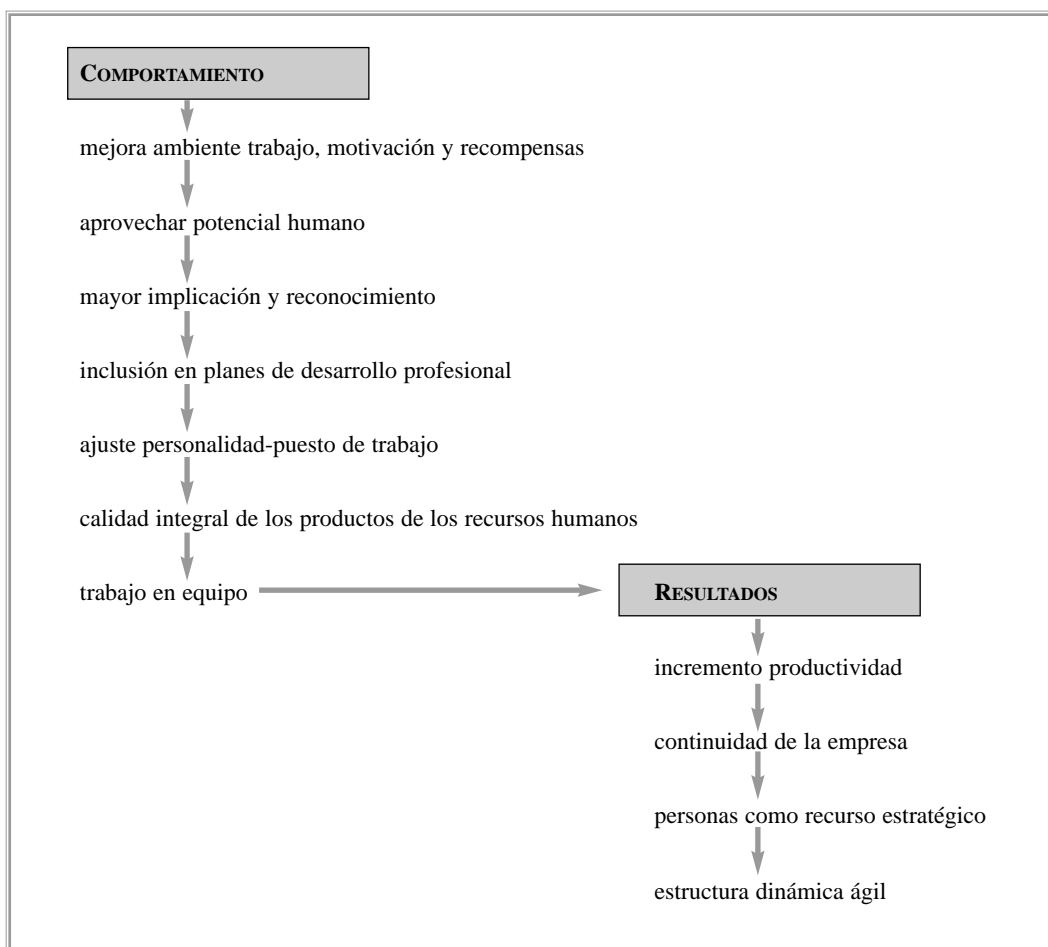 COMPORTAMIENTO
mejora ambiente trabajo, motivación y recompensas
aprovechar potencial humano
mayor implicación y reconocimiento
inclusión en planes de desarrollo profesional
ajuste personalidad-puesto de trabajo
calidad integral de los productos de los recursos humanos
trabajo en equipo
RESULTADOS
incremento productividad
continuidad de la empresa
personas como recurso estratégico
estructura dinámica ágil